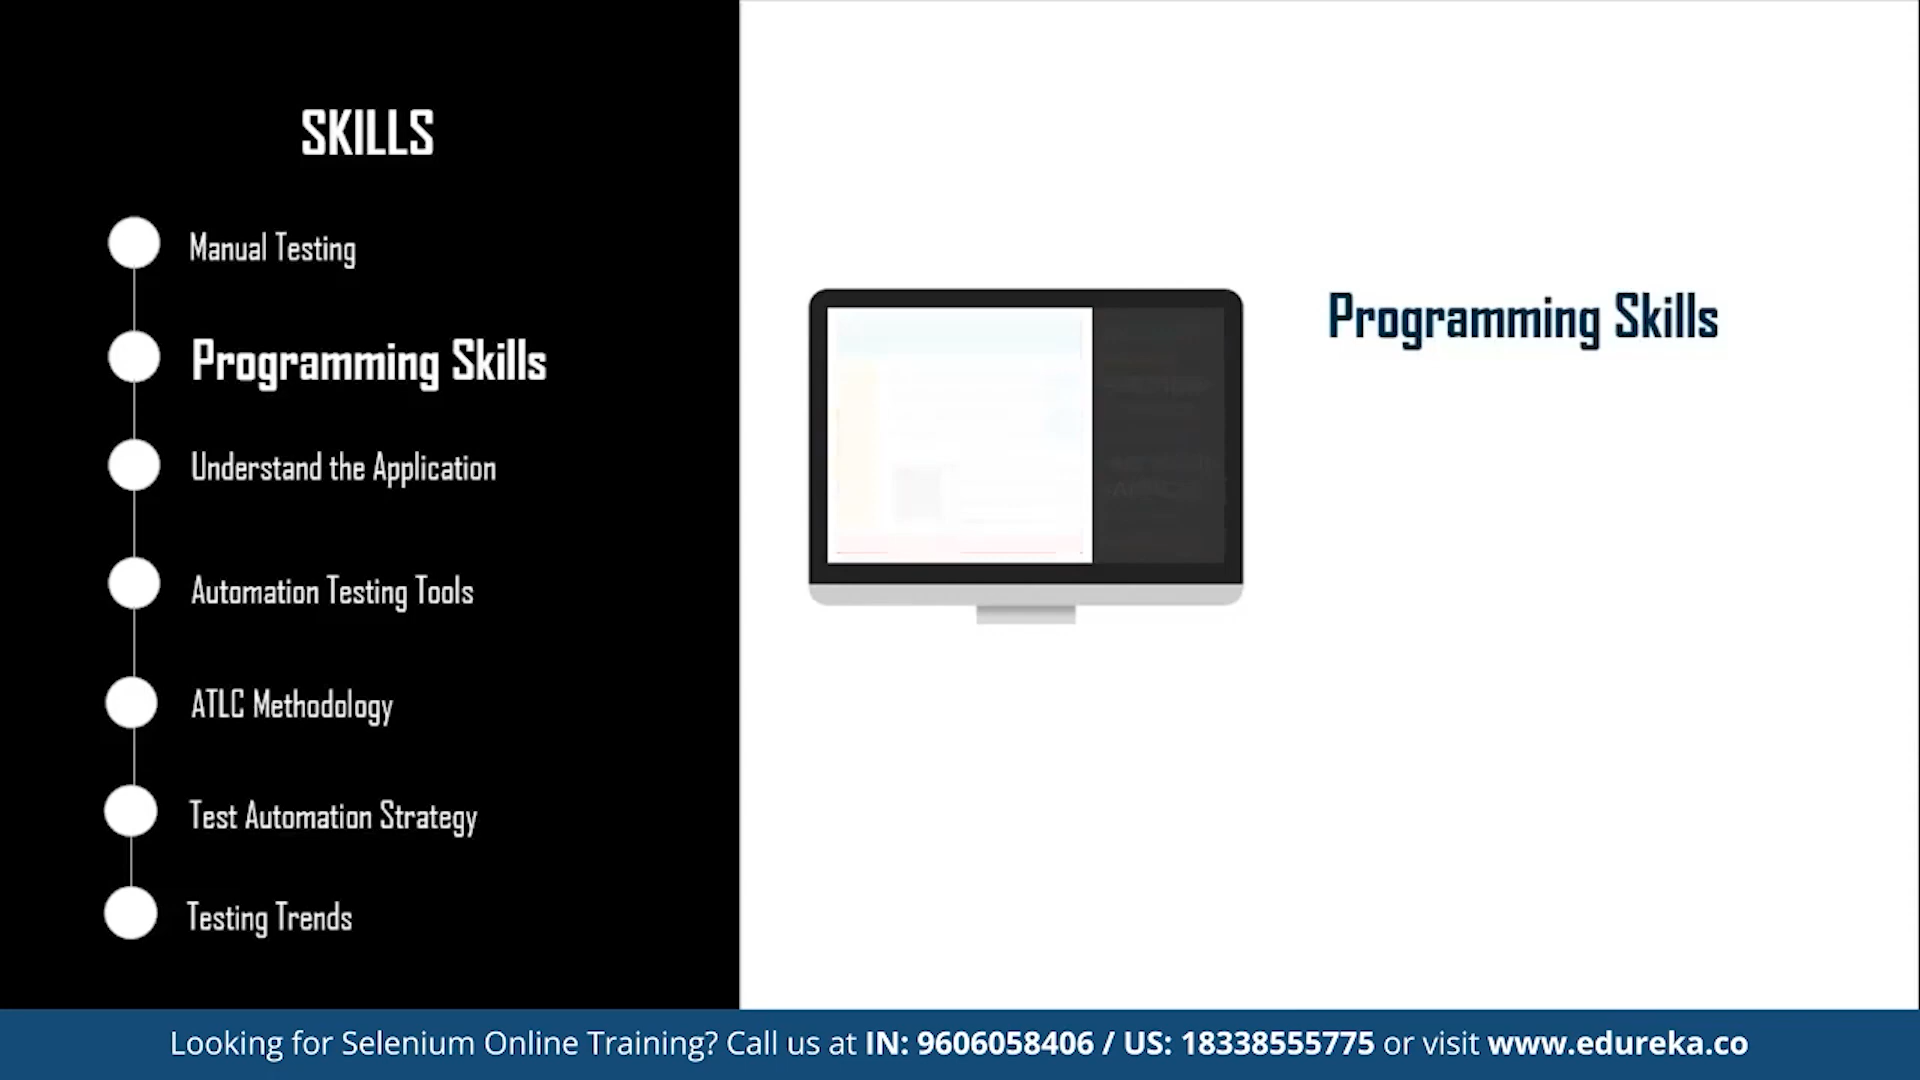 SKILLS
Manual Testing
Programming Skills
Understand the Application
Automation Testing Tools
ATLC Methodology
Test Automation Strategy
Testing Trends
Programming Skills
Looking for Selenium Online Training? Call us at IN: 9606058406 / US: 18338555775 or visit www.edureka.co